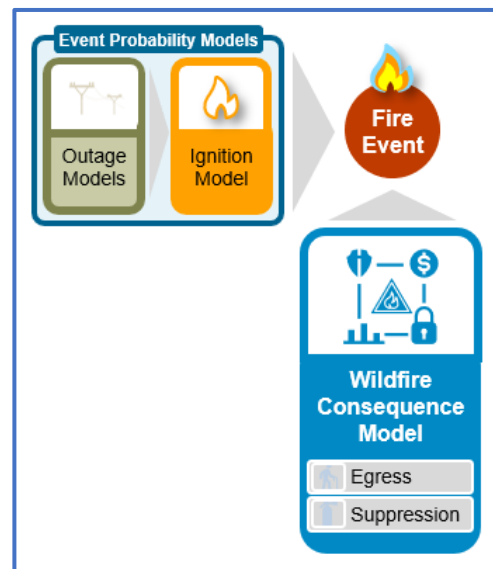 Event Probability Models
Outage
Models
Ignition
Model
Fire
Event
$
Wildfire
Consequence
Model
Egress
Suppression